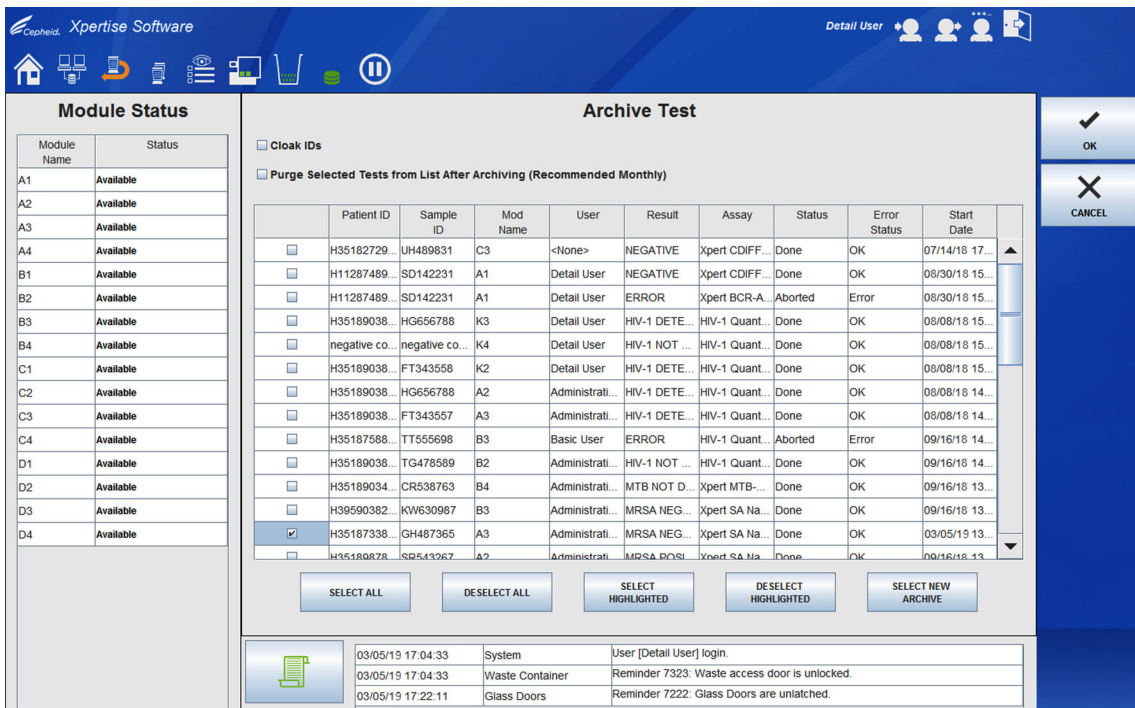 Cepheid. Xpertise Software
Detail User
Module Status
Module Name Status
A1 Available
A2 Available
A3 Available
A4 Available
B1 Available
B2 Available
B3 Available
B4 Available
C1 Available
C2 Available
C3 Available
C4 Available
D1 Available
D2 Available
D3 Available
D4 Available
Archive Test
Cloak IDs
Purge Selected Tests from List After Archiving (Recommended Monthly)
Patient ID Sample ID Mod Name User Result Assay Status Error Status Start Date
H35182729... UH489831 C3 <None> NEGATIVE Xpert CDIFF... Done OK 07/14/18 17...
H11287489... SD142231 A1 Detail User NEGATIVE Xpert CDIFF... Done OK 08/30/18 15...
H11287489... SD142231 A1 Detail User ERROR Xpert BCR-A... Aborted Error 08/30/18 15...
H35189038... HG656788 K3 Detail User HIV-1 DETE... HIV-1 Quant... Done OK 08/08/18 15...
negative co... negative co... K4 Detail User HIV-1 NOT ... HIV-1 Quant... Done OK 08/08/18 15...
H35189038... FT343558 K2 Detail User HIV-1 DETE... HIV-1 Quant... Done OK 08/08/18 15...
H35189038... HG656788 A2 Administrati... HIV-1 DETE... HIV-1 Quant... Done OK 08/08/18 14...
H35189038... FT343557 A3 Administrati... HIV-1 DETE... HIV-1 Quant... Done OK 08/08/18 14...
H35187588... TT555698 B3 Basic User ERROR HIV-1 Quant... Aborted Error 09/16/18 14...
H35189038... TG478589 B2 Administrati... HIV-1 NOT ... HIV-1 Quant... Done OK 09/16/18 14...
H35189034... CR538763 B4 Administrati... MTB NOT D... Xpert MTB-... Done OK 09/16/18 13...
H39590382... KW630987 B3 Administrati... MRSA NEG... Xpert SA Na... Done OK 09/16/18 13...
H35187338... GH487365 A3 Administrati... MRSA NEG... Xpert SA Na... Done OK 03/05/19 13...
H35189878... SR543267 A2 Administrati... MRSA POSI... Xpert SA Na... Done OK 09/16/18 13...
SELECT ALL
DESELECT ALL
SELECT HIGHLIGHTED
DESELECT HIGHLIGHTED
SELECT NEW ARCHIVE
03/05/19 17:04:33 System User [Detail User] login.
03/05/19 17:04:33 Waste Container Reminder 7323: Waste access door is unlocked.
03/05/19 17:22:11 Glass Doors Reminder 7222: Glass Doors are unlatched.
OK
CANCEL